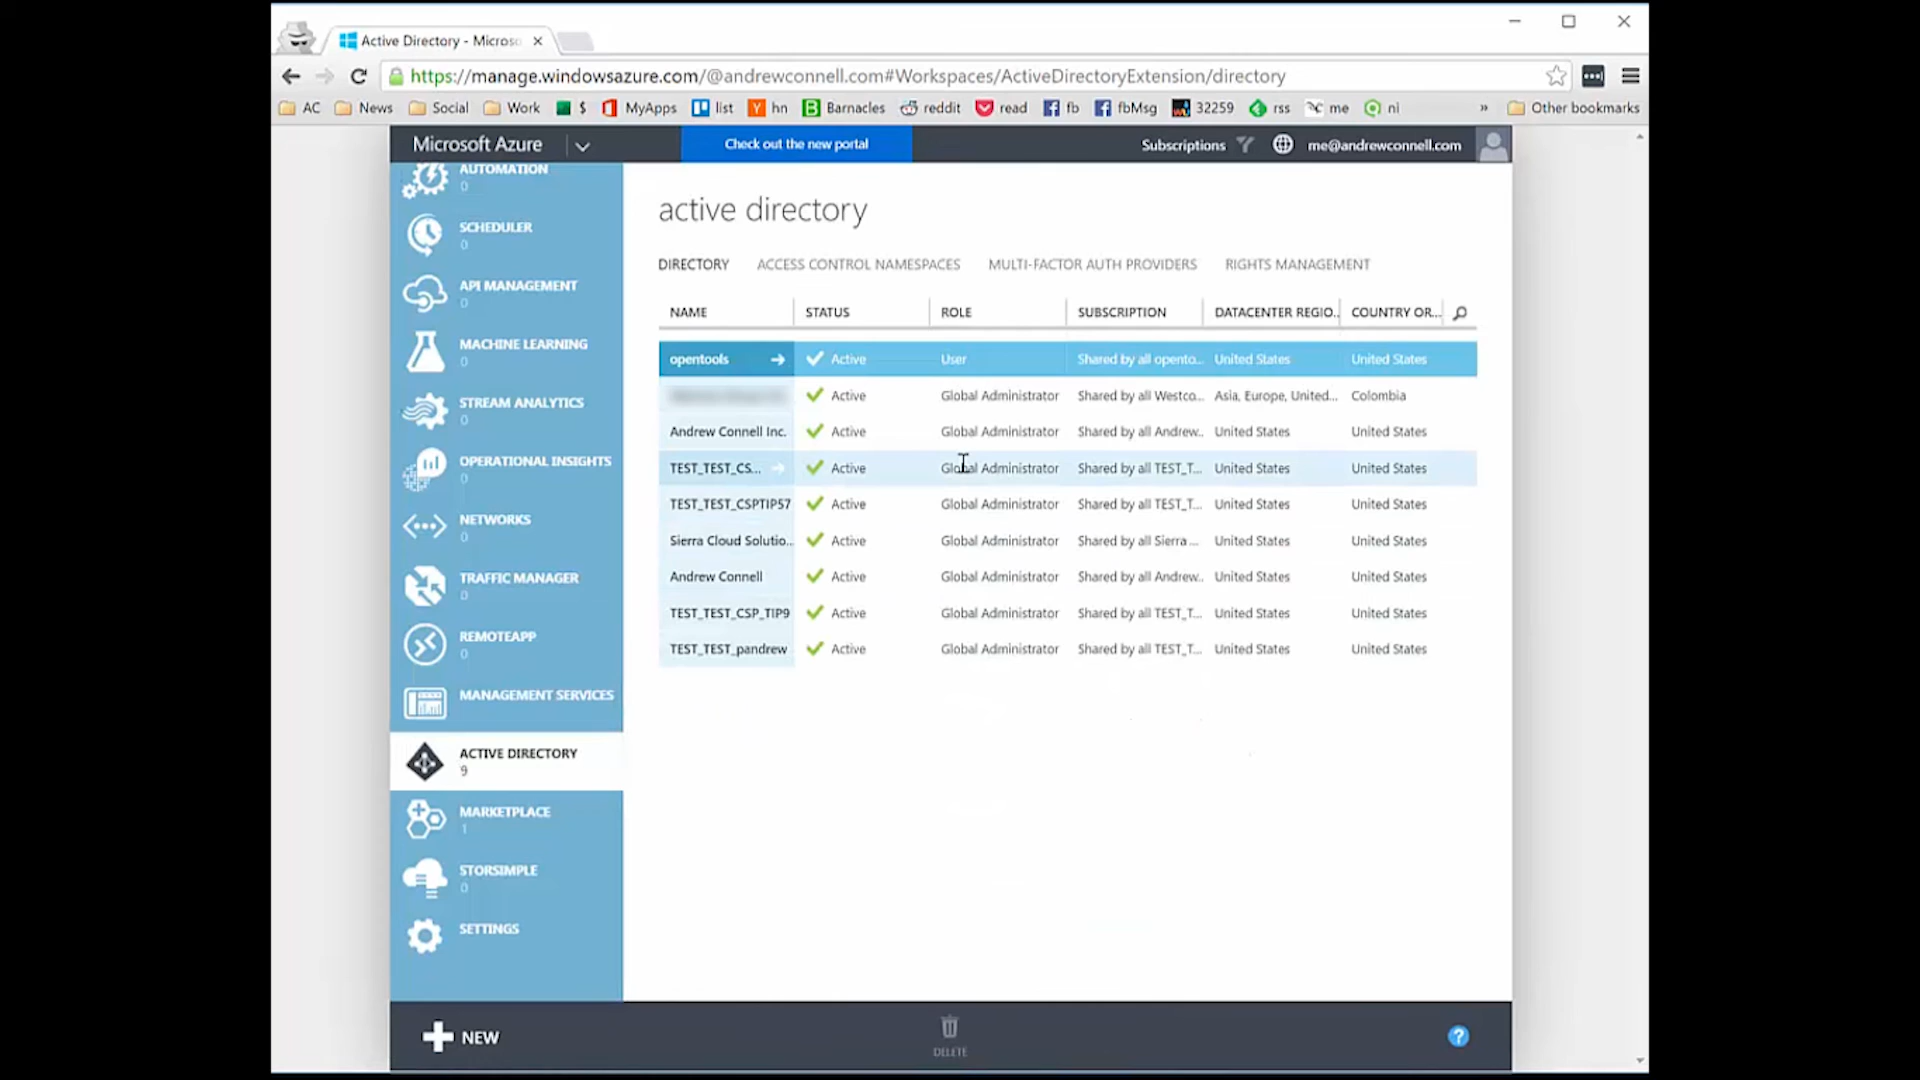 Active Directory - Microso
https://manage.windowsazure.com/@andrewconnell.com#Workspaces/ActiveDirectoryExtension/directory
AC News Social Work $ MyApps list hn Barnacles reddit read fb fbMsg 32259 rss me ni » Other bookmarks
Microsoft Azure Check out the new portal Subscriptions me@andrewconnell.com
AUTOMATION
0
SCHEDULER
0
API MANAGEMENT
0
MACHINE LEARNING
0
STREAM ANALYTICS
0
OPERATIONAL INSIGHTS
0
NETWORKS
0
TRAFFIC MANAGER
0
REMOTEAPP
0
MANAGEMENT SERVICES
ACTIVE DIRECTORY
9
MARKETPLACE
1
STORSIMPLE
0
SETTINGS
active directory
DIRECTORY ACCESS CONTROL NAMESPACES MULTI-FACTOR AUTH PROVIDERS RIGHTS MANAGEMENT
NAME STATUS ROLE SUBSCRIPTION DATACENTER REGIO... COUNTRY OR...
opentools Active User Shared by all opento... United States United States
Active Global Administrator Shared by all Westco... Asia, Europe, United... Colombia
Andrew Connell Inc. Active Global Administrator Shared by all Andrew... United States United States
TEST_TEST_CS... Active Global Administrator Shared by all TEST_T... United States United States
TEST_TEST_CSPTIP57 Active Global Administrator Shared by all TEST_T... United States United States
Sierra Cloud Solutio... Active Global Administrator Shared by all Sierra ... United States United States
Andrew Connell Active Global Administrator Shared by all Andrew... United States United States
TEST_TEST_CSP_TIP9 Active Global Administrator Shared by all TEST_T... United States United States
TEST_TEST_pandrew Active Global Administrator Shared by all TEST_T... United States United States
NEW DELETE ?